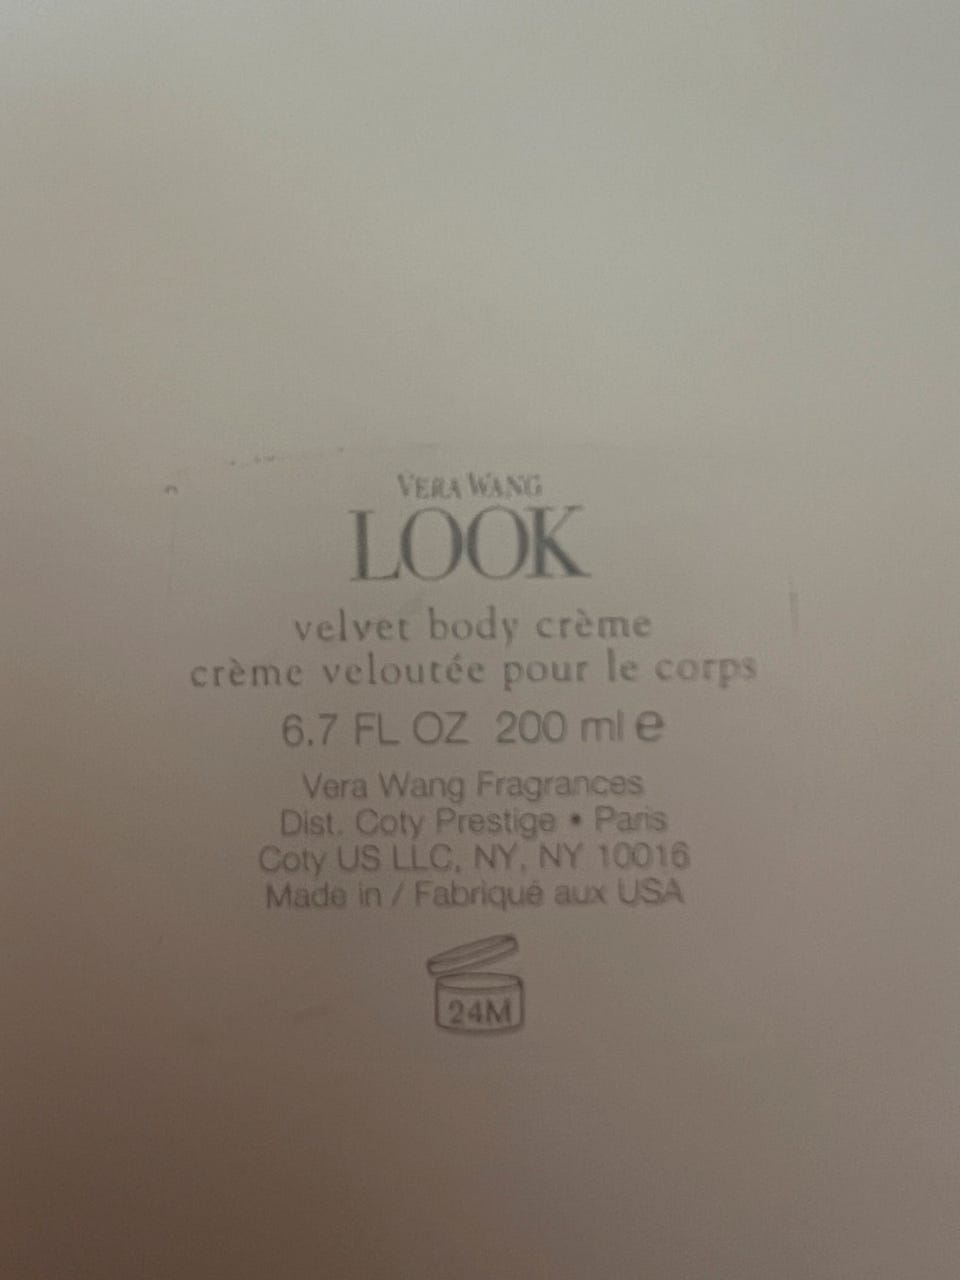 VERA WANG
LOOK
velvet body crème
crème veloutée pour le corps
6.7 FL OZ 200 ml e
Vera Wang Fragrances
Dist. Coty Prestige • Paris
Coty US LLC, NY, NY 10016
Made in / Fabriqué aux USA
24M